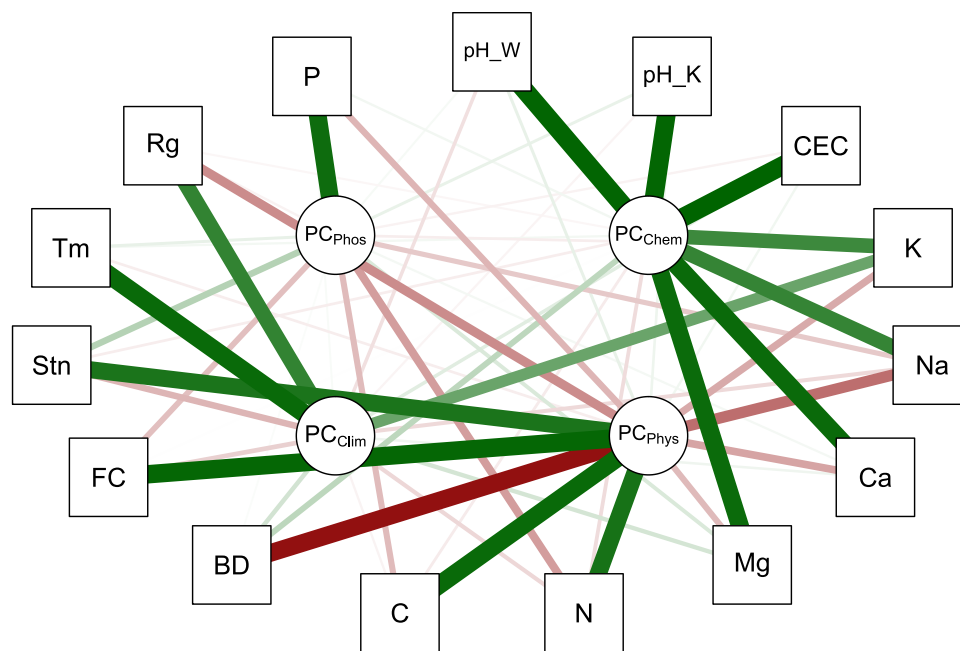 pH_W
P
pH_K
Rg
CEC
PC_Phos
PC_Chem
Tm
K
Stn
Na
PC_Clim
PC_Phys
FC
Ca
BD
Mg
C
N